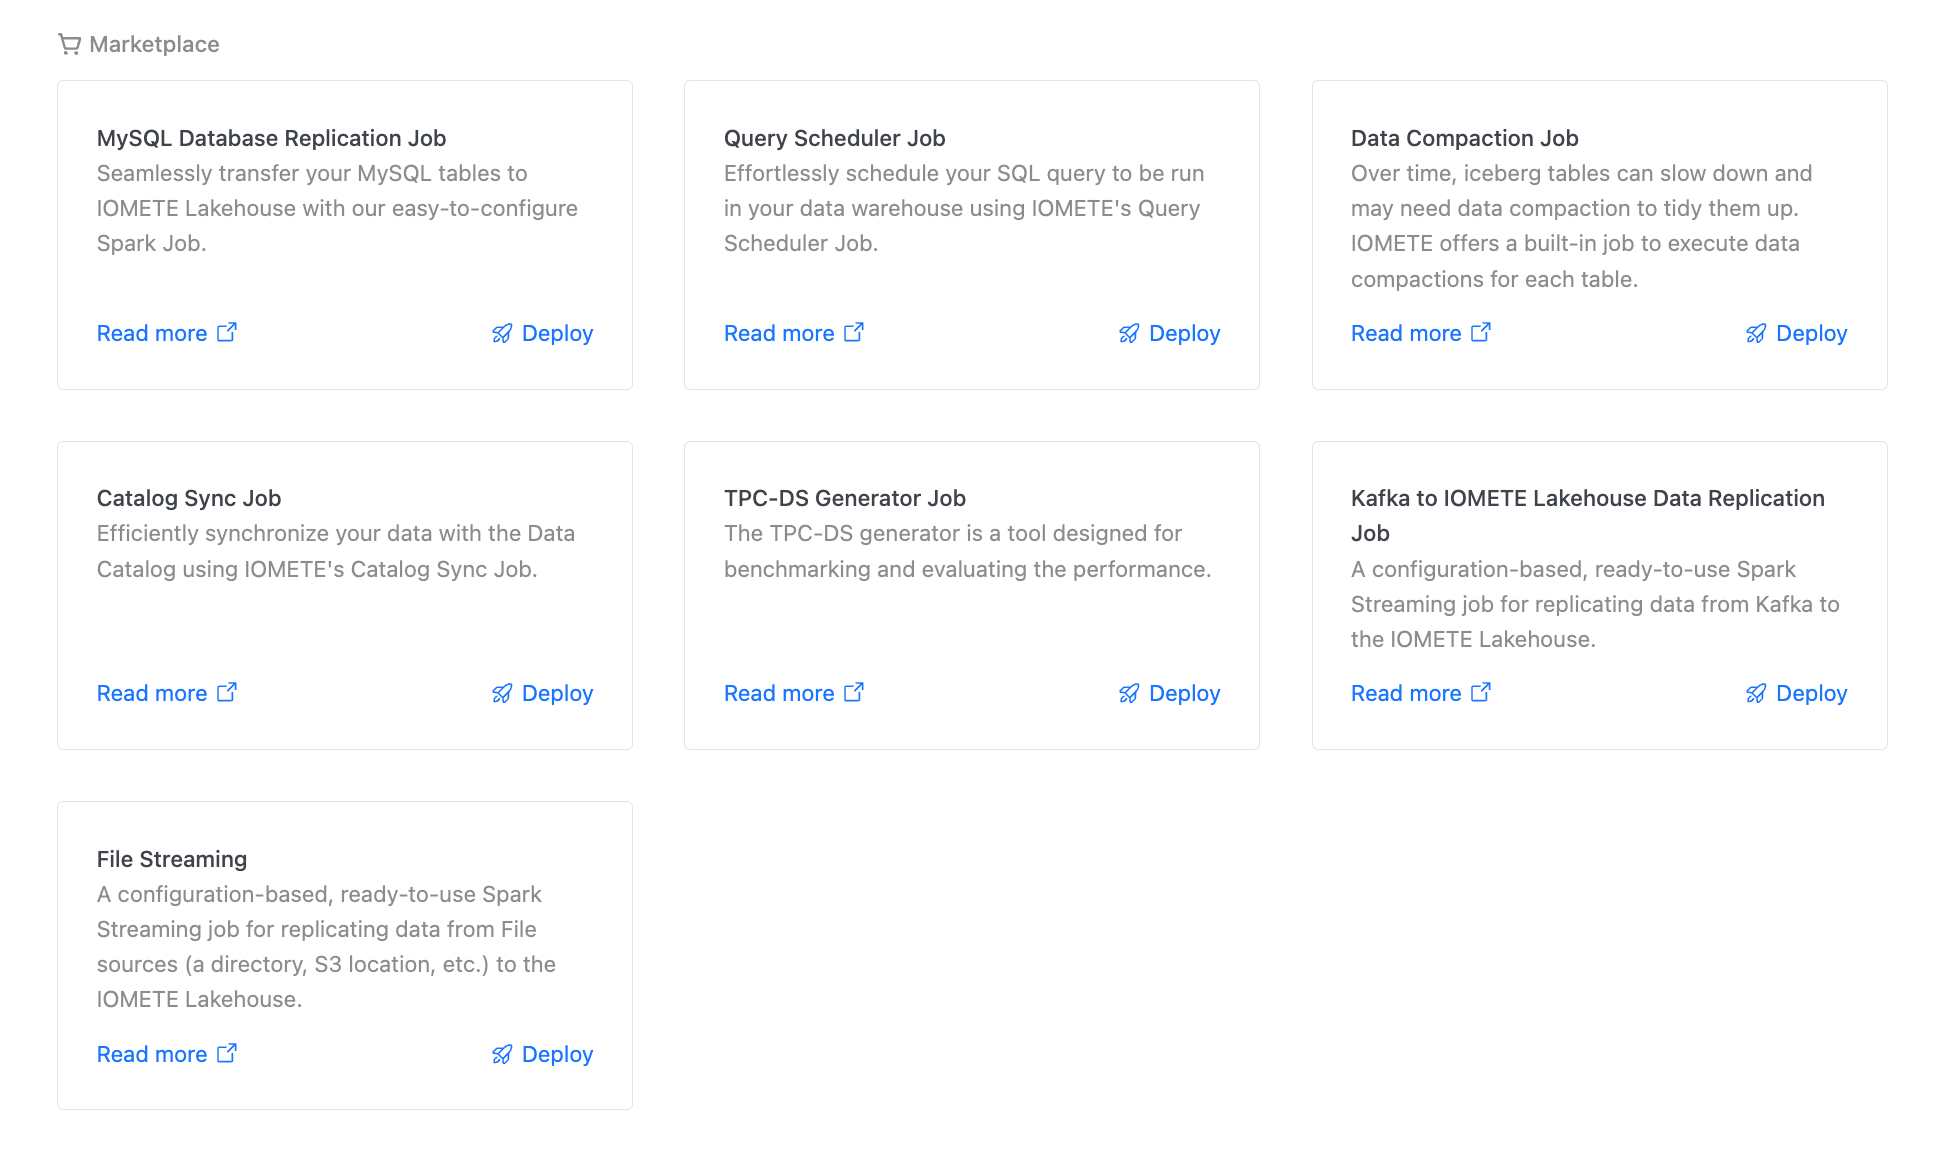 Marketplace
MySQL Database Replication Job
Seamlessly transfer your MySQL tables to
IOMETE Lakehouse with our easy-to-configure
Spark Job.
Read more
Deploy
Query Scheduler Job
Effortlessly schedule your SQL query to be run
in your data warehouse using IOMETE's Query
Scheduler Job.
Read more
Deploy
Data Compaction Job
Over time, iceberg tables can slow down and
may need data compaction to tidy them up.
IOMETE offers a built-in job to execute data
compactions for each table.
Read more
Deploy
Catalog Sync Job
Efficiently synchronize your data with the Data
Catalog using IOMETE's Catalog Sync Job.
Read more
Deploy
TPC-DS Generator Job
The TPC-DS generator is a tool designed for
benchmarking and evaluating the performance.
Read more
Deploy
Kafka to IOMETE Lakehouse Data Replication
Job
A configuration-based, ready-to-use Spark
Streaming job for replicating data from Kafka to
the IOMETE Lakehouse.
Read more
Deploy
File Streaming
A configuration-based, ready-to-use Spark
Streaming job for replicating data from File
sources (a directory, S3 location, etc.) to the
IOMETE Lakehouse.
Read more
Deploy